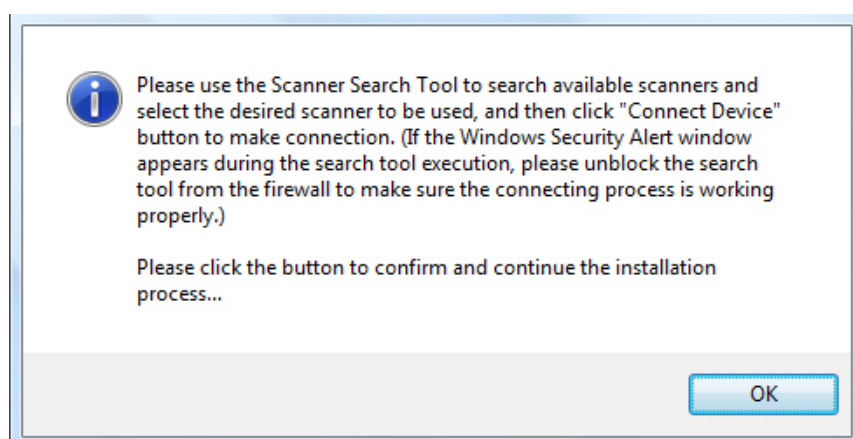 Please use the Scanner Search Tool to search available scanners and
select the desired scanner to be used, and then click "Connect Device"
button to make connection. (If the Windows Security Alert window
appears during the search tool execution, please unblock the search
tool from the firewall to make sure the connecting process is working
properly.)
Please click the button to confirm and continue the installation
process...
OK